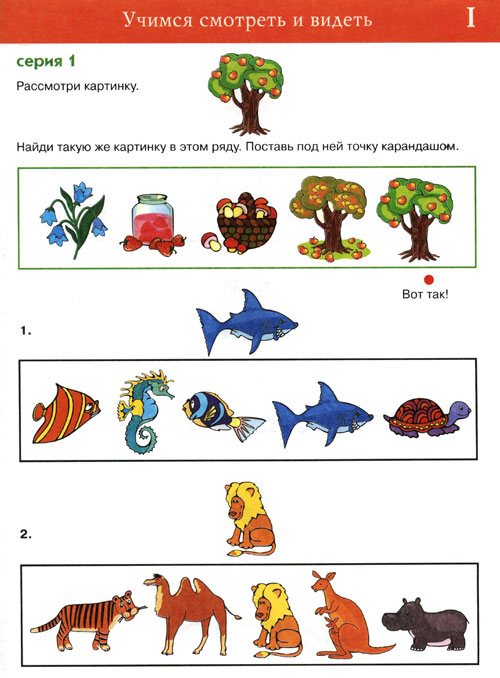 Учимся смотреть и видеть I
серия 1
Рассмотри картинку.
Найди такую же картинку в этом ряду. Поставь под ней точку карандашом.
Вот так!
1.
2.